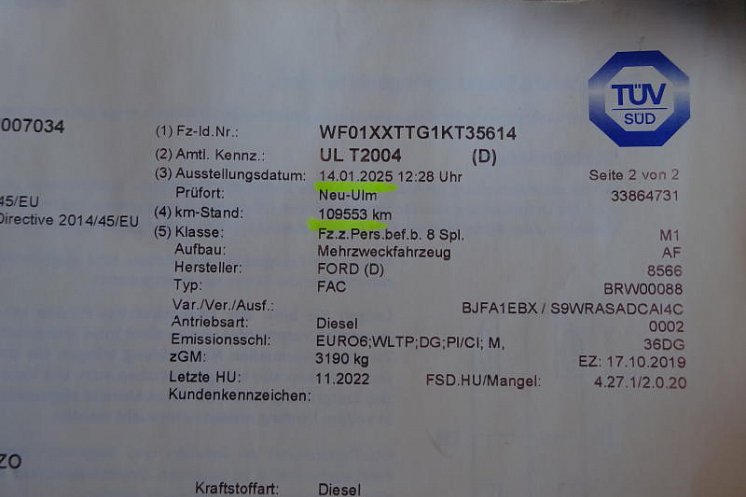 TÜV
SÜD
007034
(1) Fz-Id.Nr.: WF01XXTTG1KT35614
(2) Amtl. Kennz.: UL T2004 (D)
(3) Ausstellungsdatum: 14.01.2025 12:28 Uhr Seite 2 von 2
Prüfort: Neu-Ulm 33864731
45/EU
(4) km-Stand: 109553 km
Directive 2014/45/EU
(5) Klasse: Fz.z.Pers.bef.b. 8 Spl. M1
Aufbau: Mehrzweckfahrzeug AF
Hersteller: FORD (D) 8566
Typ: FAC BRW00088
Var./Ver./Ausf.: BJFA1EBX / S9WRASADCAI4C
Antriebsart: Diesel 0002
Emissionsschl: EURO6;WLTP;DG;PI/CI; M, 36DG
zGM: 3190 kg EZ: 17.10.2019
Letzte HU: 11.2022 FSD.HU/Mangel: 4.27.1/2.0.20
Kundenkennzeichen:
ZO
Kraftstoffart: Diesel